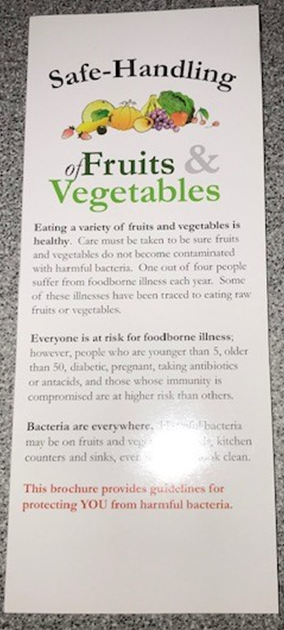 Safe-Handling
of Fruits &
Vegetables
Eating a variety of fruits and vegetables is
healthy. Care must be taken to be sure fruits
and vegetables do not become contaminated
with harmful bacteria. One out of four people
suffer from foodborne illness each year. Some
of these illnesses have been traced to eating raw
fruits or vegetables.
Everyone is at risk for foodborne illness;
however, people who are younger than 5, older
than 50, diabetic, pregnant, taking antibiotics
or antacids, and those whose immunity is
compromised are at higher risk than others.
Bacteria are everywhere. Harmful bacteria
may be on fruits and kitchen
counters and sinks, clean.
This brochure provides guidelines for
protecting YOU from harmful bacteria.